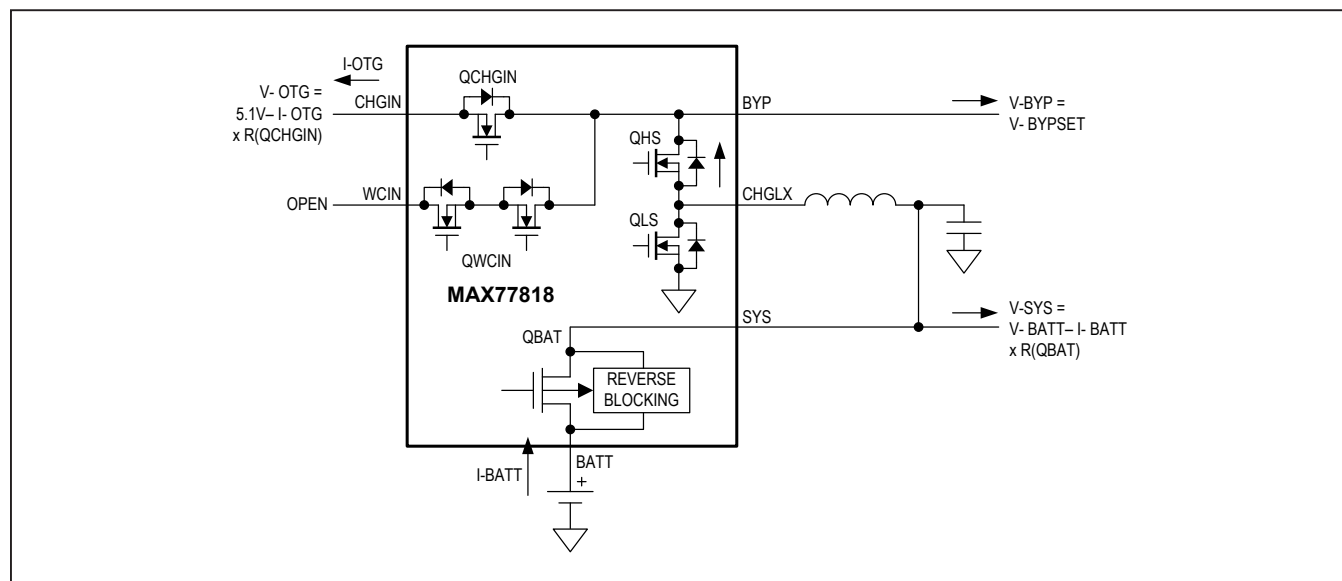 I-OTG
V- OTG =
5.1V– I- OTG
x R(QCHGIN)
CHGIN
QCHGIN
BYP
V-BYP =
V- BYPSET
QHS
OPEN
WCIN
CHGLX
QLS
QWCIN
MAX77818
SYS
V-SYS =
V- BATT– I- BATT
x R(QBAT)
QBAT
REVERSE
BLOCKING
I-BATT
BATT
+